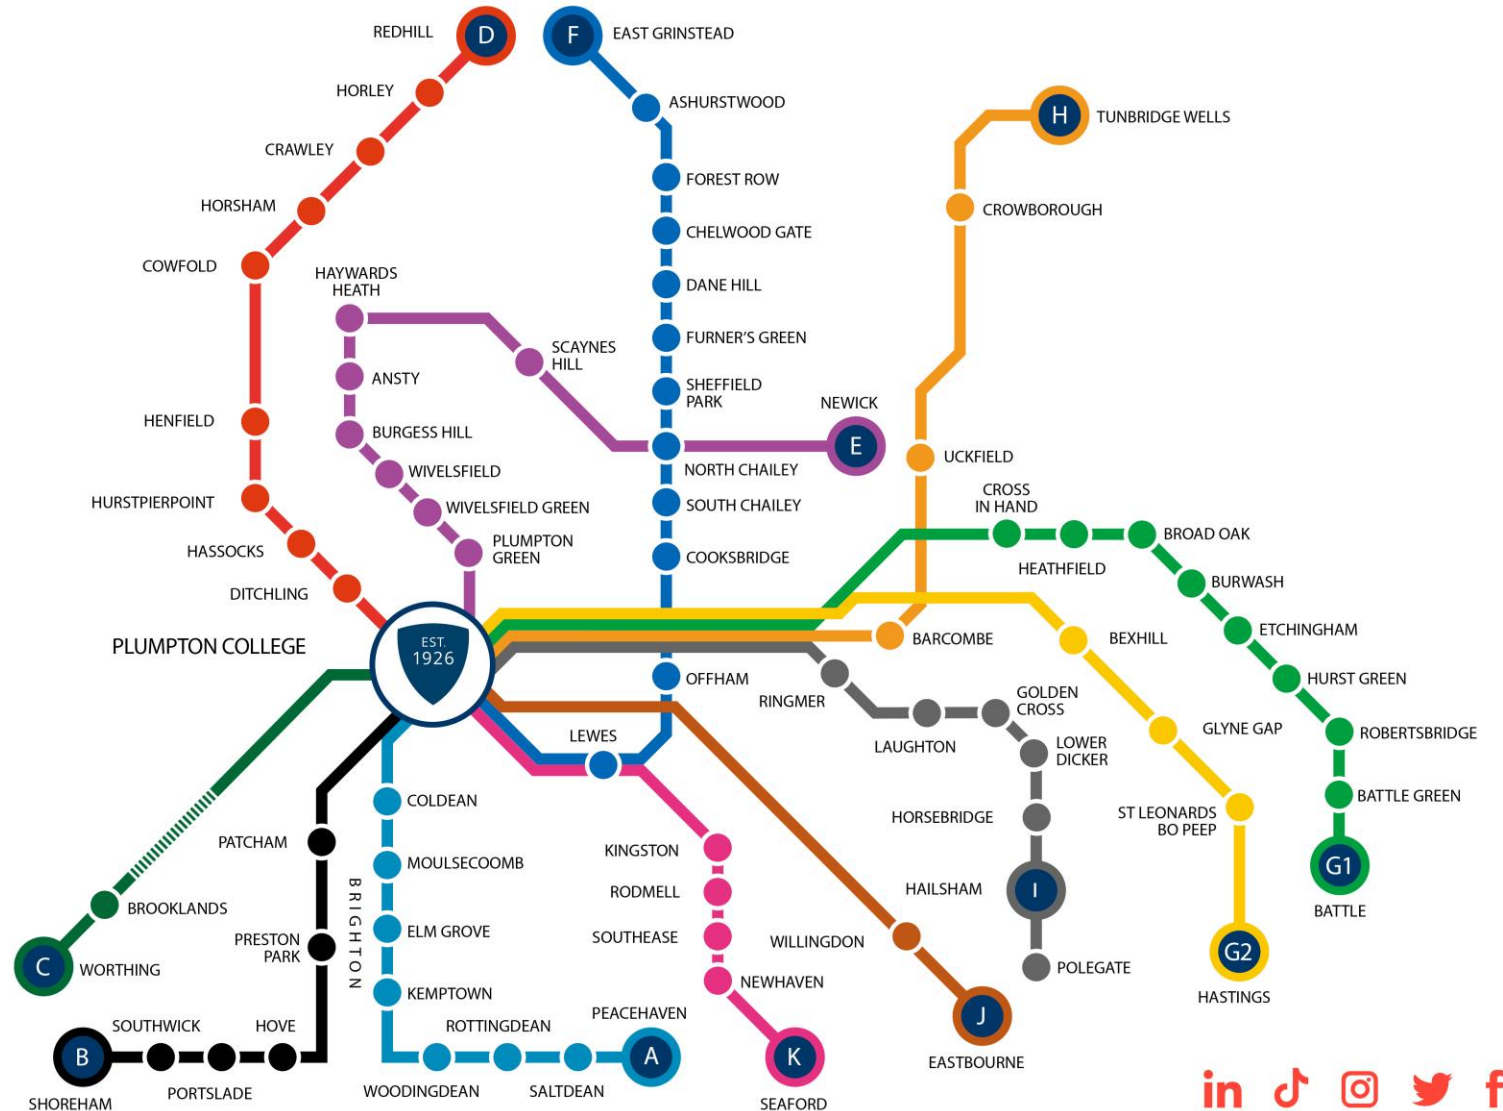 REDHILL
D
F
EAST GRINSTEAD
HORLEY
ASHURSTWOOD
H
TUNBRIDGE WELLS
CRAWLEY
FOREST ROW
HORSHAM
CROWBOROUGH
CHELWOOD GATE
COWFOLD
HAYWARDS
HEATH
DANE HILL
FURNER'S GREEN
SCAYNES
HILL
ANSTY
SHEFFIELD
PARK
NEWICK
E
HENFIELD
BURGESS HILL
UCKFIELD
NORTH CHAILEY
WIVELSFIELD
CROSS
IN HAND
HURSTPIERPOINT
WIVELSFIELD GREEN
SOUTH CHAILEY
BROAD OAK
HASSOCKS
PLUMPTON
GREEN
COOKSBRIDGE
HEATHFIELD
BURWASH
DITCHLING
ETCHINGHAM
PLUMPTON COLLEGE
EST.
1926
BARCOMBE
BEXHILL
OFFHAM
HURST GREEN
RINGMER
GOLDEN
CROSS
GLYNE GAP
LEWES
LAUGHTON
LOWER
DICKER
ROBERTSBRIDGE
COLDEAN
BATTLE GREEN
HORSEBRIDGE
ST LEONARDS
BO PEEP
PATCHAM
KINGSTON
MOULSECOOMB
G1
BRIGHTON
RODMELL
HAILSHAM
I
BROOKLANDS
BATTLE
ELM GROVE
SOUTHEASE
WILLINGDON
PRESTON
PARK
G2
C
WORTHING
POLEGATE
KEMPTOWN
NEWHAVEN
HASTINGS
J
SOUTHWICK
HOVE
ROTTINGDEAN
PEACEHAVEN
B
A
K
EASTBOURNE
PORTSLADE
WOODINGDEAN
SALTDEAN
SHOREHAM
SEAFORD
in
f